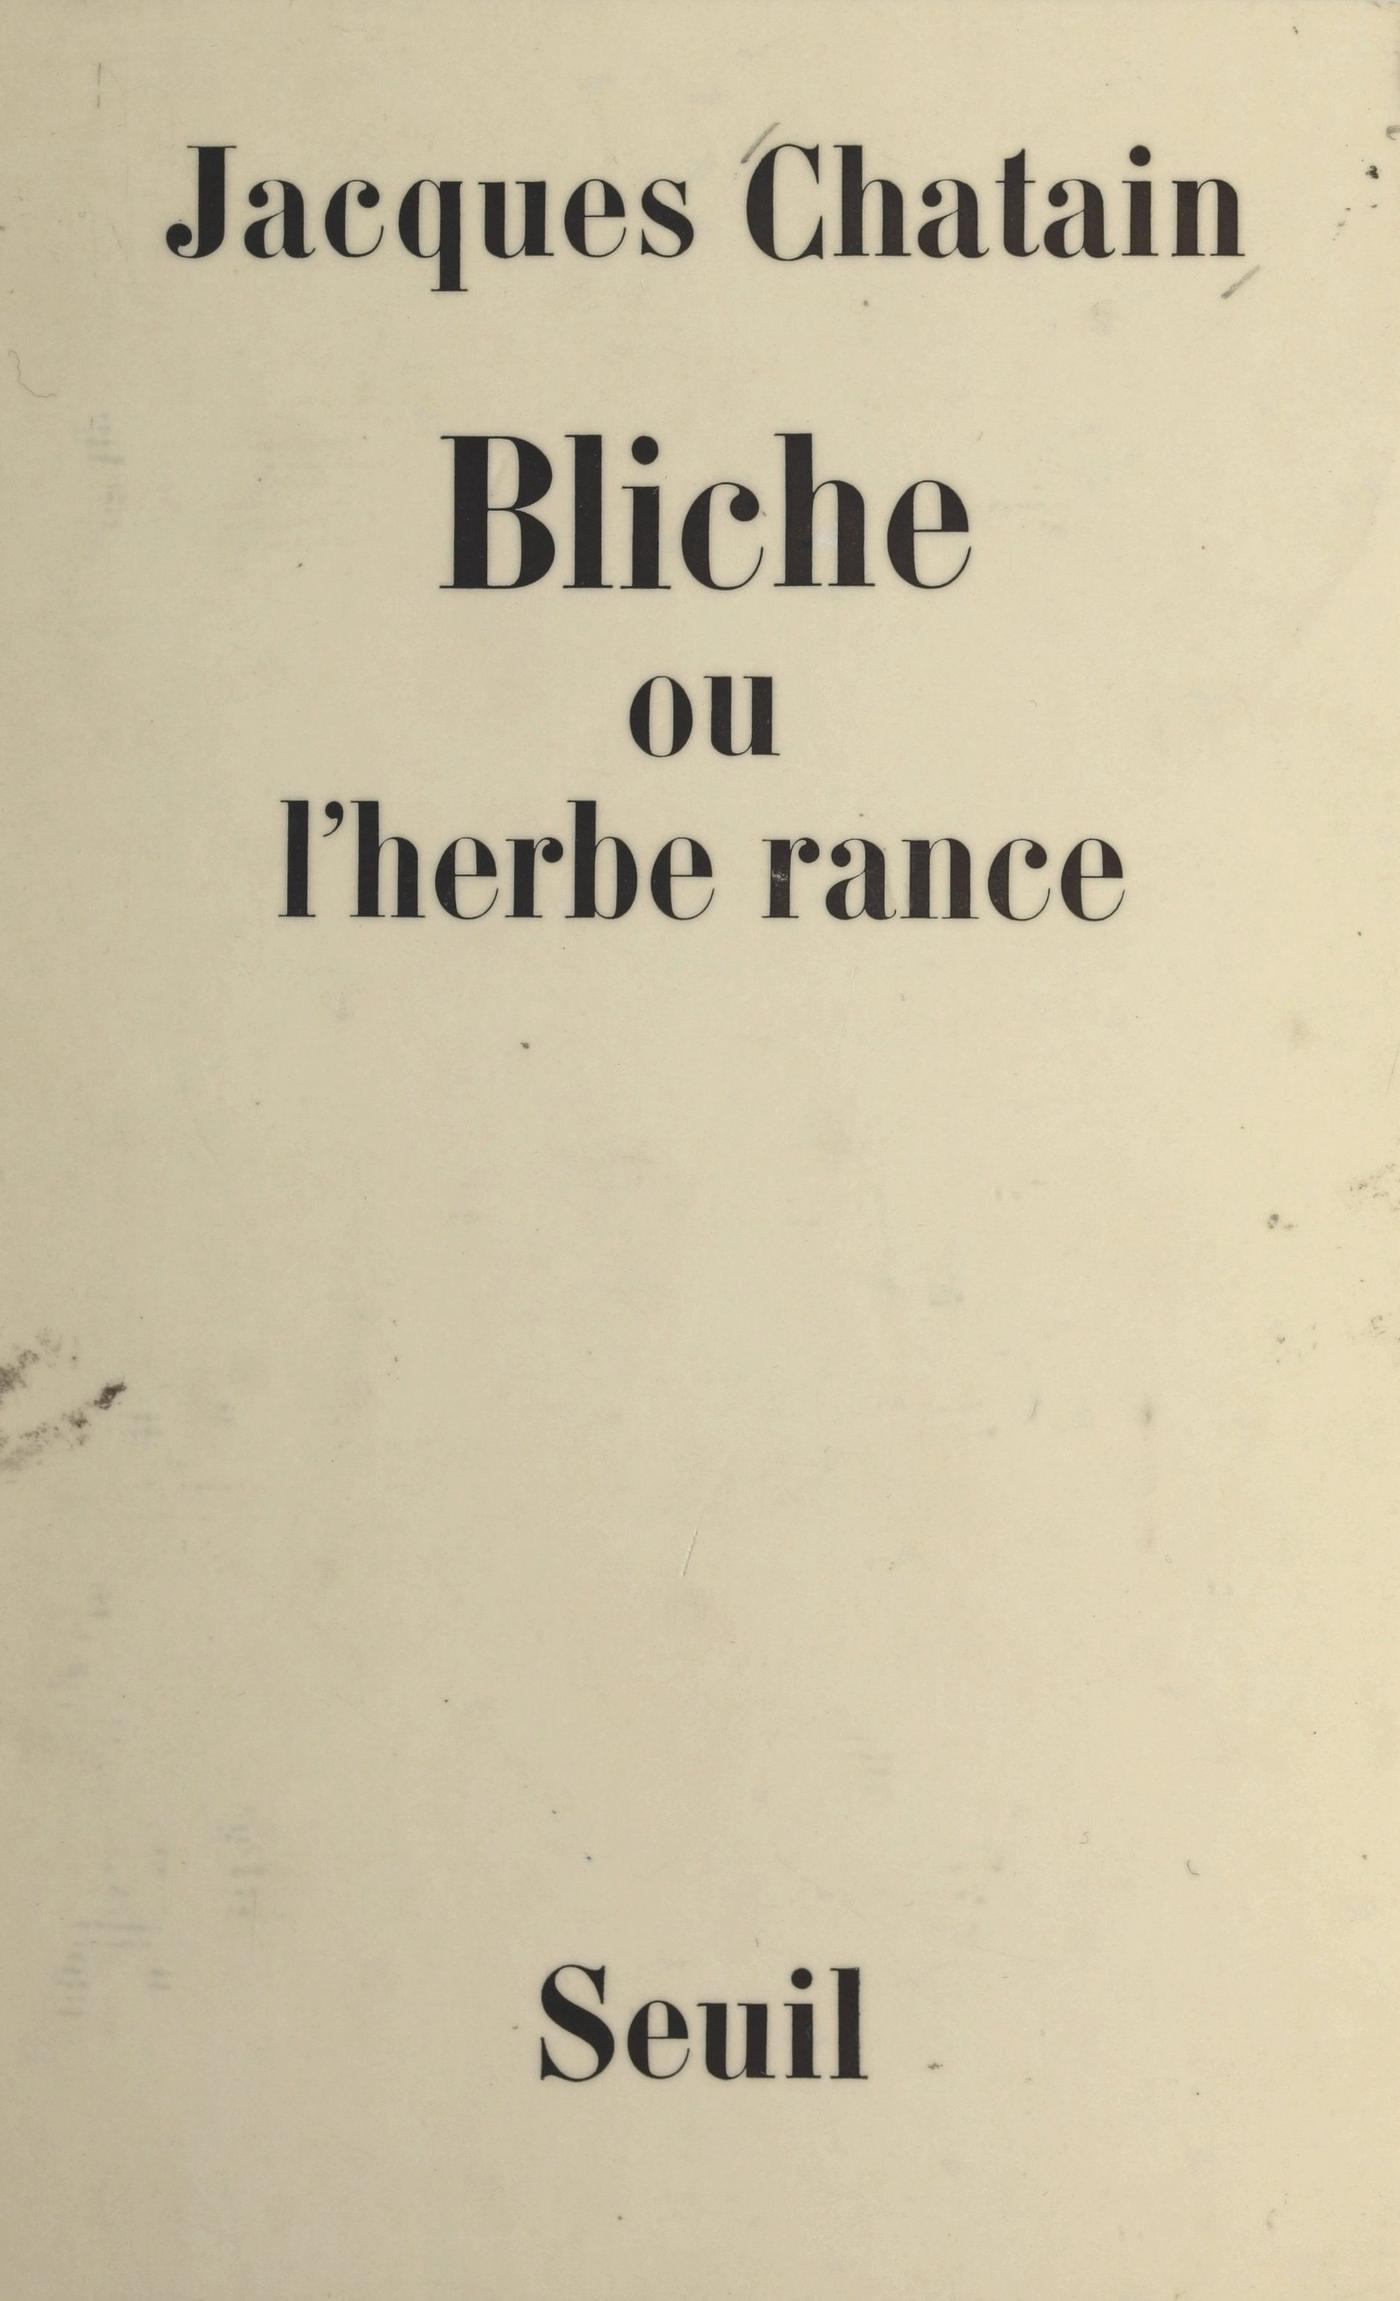 Jacques Chatain
Bliche
ou
l'herbe rance
Seuil